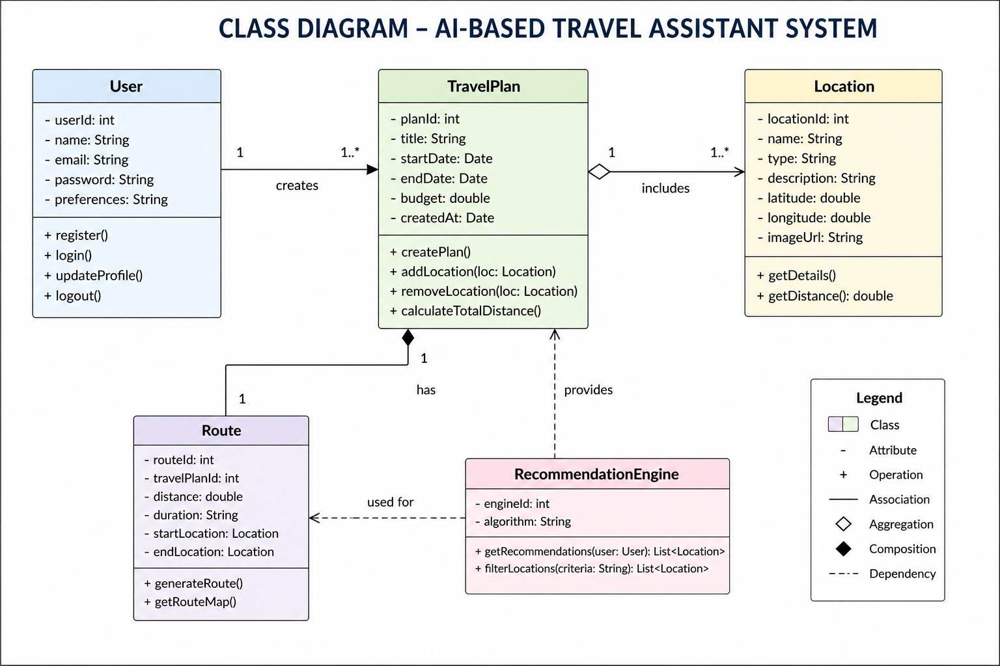 CLASS DIAGRAM – AI-BASED TRAVEL ASSISTANT SYSTEM
User
- userId: int
- name: String
- email: String
- password: String
- preferences: String
+ register()
+ login()
+ updateProfile()
+ logout()
1
1..*
creates
TravelPlan
- planId: int
- title: String
- startDate: Date
- endDate: Date
- budget: double
- createdAt: Date
+ createPlan()
+ addLocation(loc: Location)
+ removeLocation(loc: Location)
+ calculateTotalDistance()
1
1..*
includes
Location
- locationId: int
- name: String
- type: String
- description: String
- latitude: double
- longitude: double
- imageUrl: String
+ getDetails()
+ getDistance(): double
1
has
1
provides
Route
- routeId: int
- travelPlanId: int
- distance: double
- duration: String
- startLocation: Location
- endLocation: Location
+ generateRoute()
+ getRouteMap()
used for
RecommendationEngine
- engineId: int
- algorithm: String
+ getRecommendations(user: User): List<Location>
+ filterLocations(criteria: String): List<Location>
Legend
Class
- Attribute
+ Operation
Association
Aggregation
Composition
Dependency